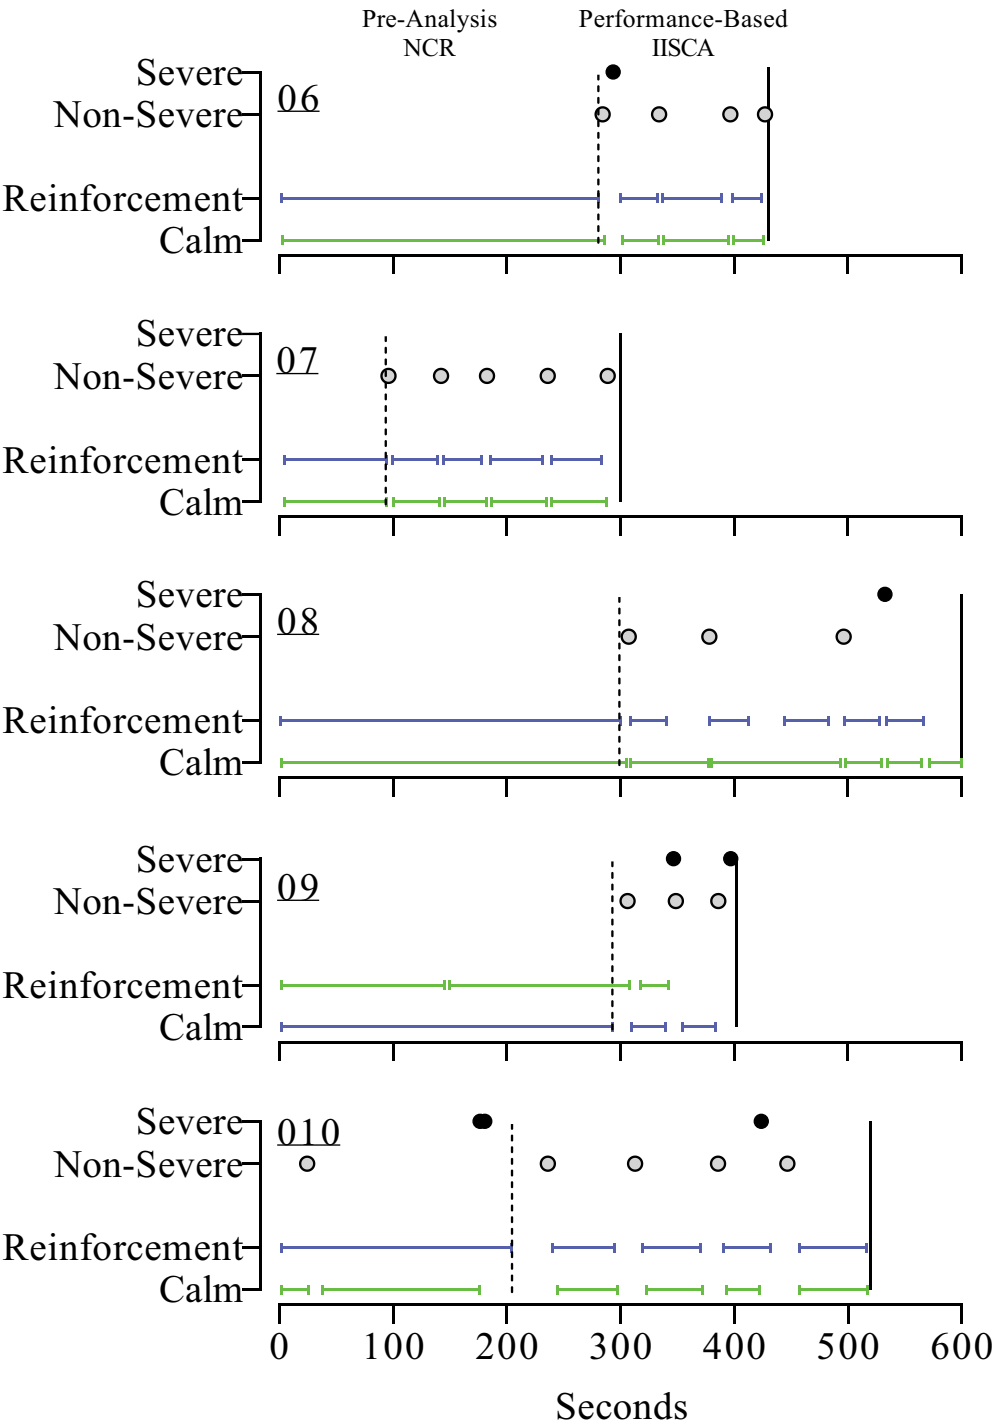 Pre-Analysis Performance-Based
NCR IISCA
Severe
06
Non-Severe
Reinforcement
Calm
Severe
07
Non-Severe
Reinforcement
Calm
Severe
08
Non-Severe
Reinforcement
Calm
Severe
09
Non-Severe
Reinforcement
Calm
Severe
010
Non-Severe
Reinforcement
Calm
0 100 200 300 400 500 600
Seconds